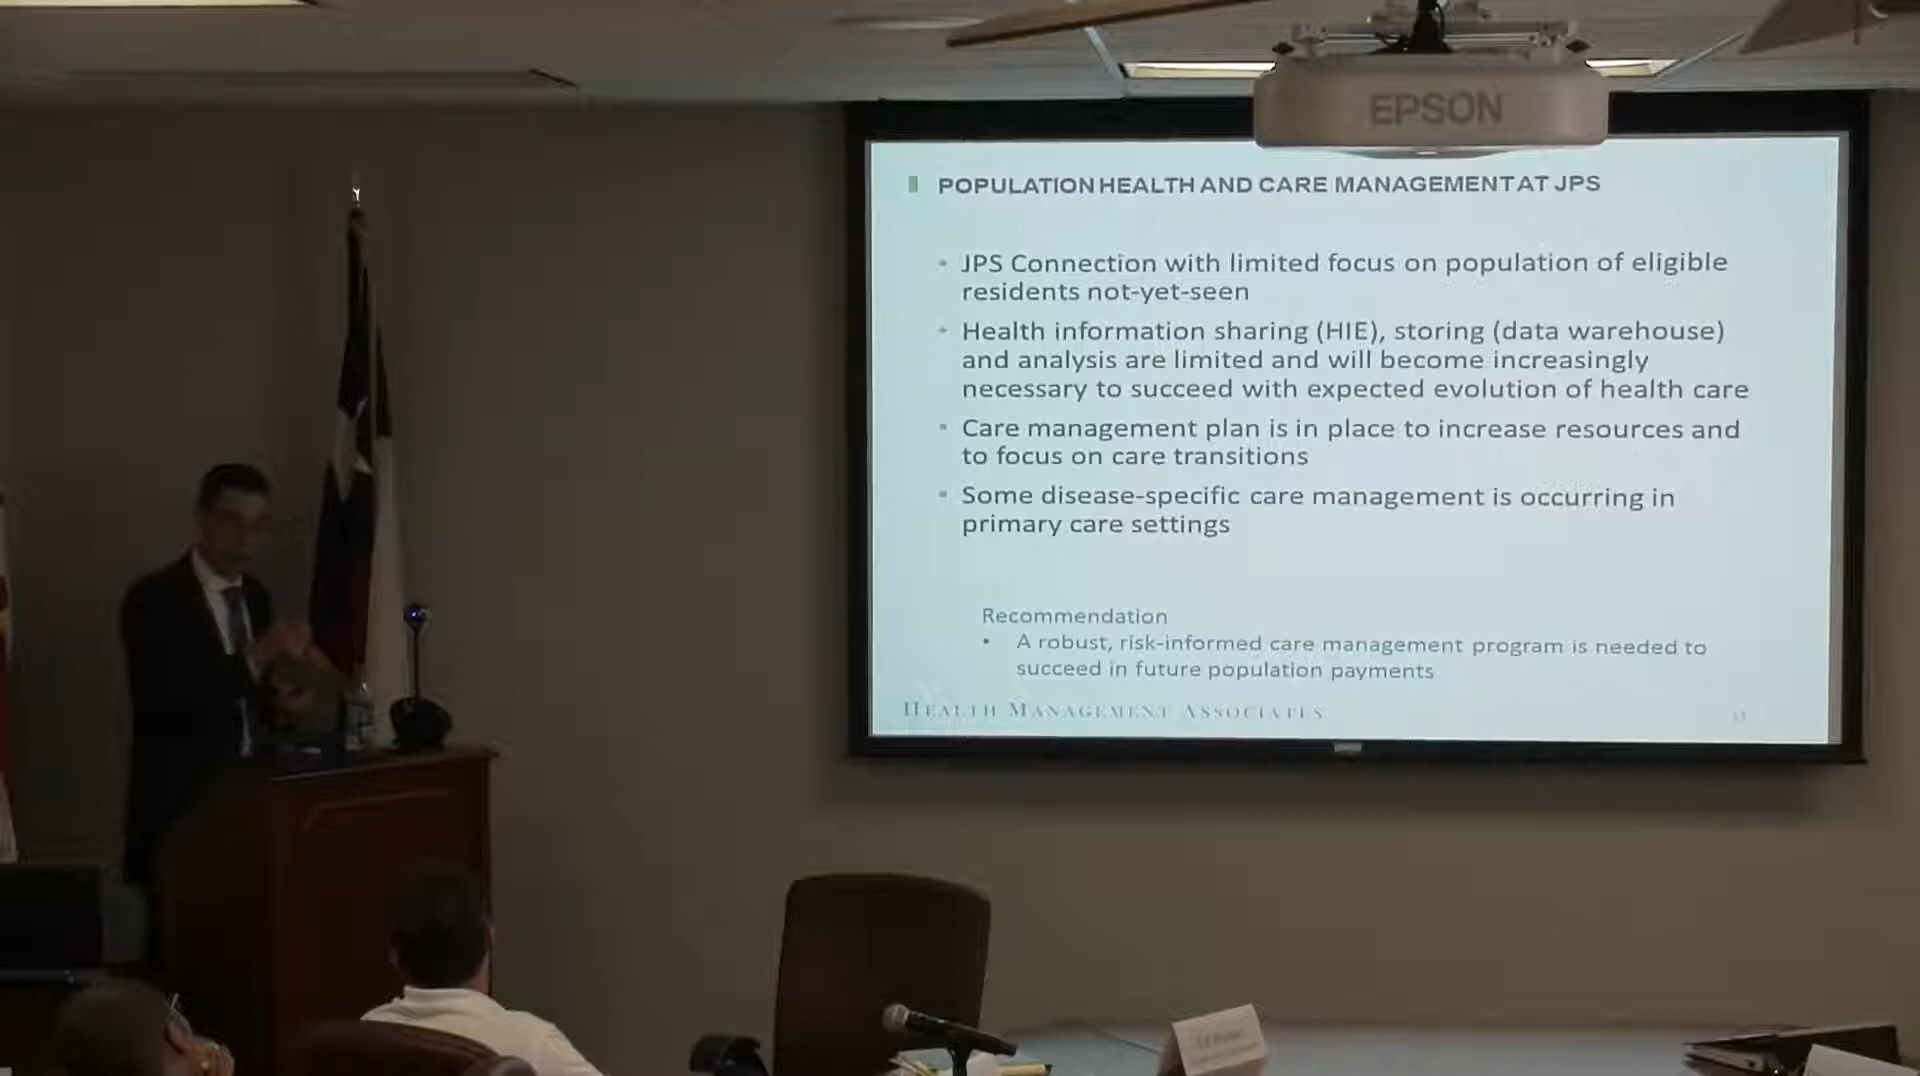 EPSON
POPULATION HEALTH AND CARE MANAGEMENT AT JPS
JPS Connection with limited focus on population of eligible
residents not-yet-seen
Health information sharing (HIE), storing (data warehouse)
and analysis are limited and will become increasingly
necessary to succeed with expected evolution of health care
Care management plan is in place to increase resources and
to focus on care transitions
Some disease-specific care management is occurring in
primary care settings
Recommendation
• A robust, risk-informed care management program is needed to
succeed in future population payments
HEALTH MANAGEMENT ASSOCIATES